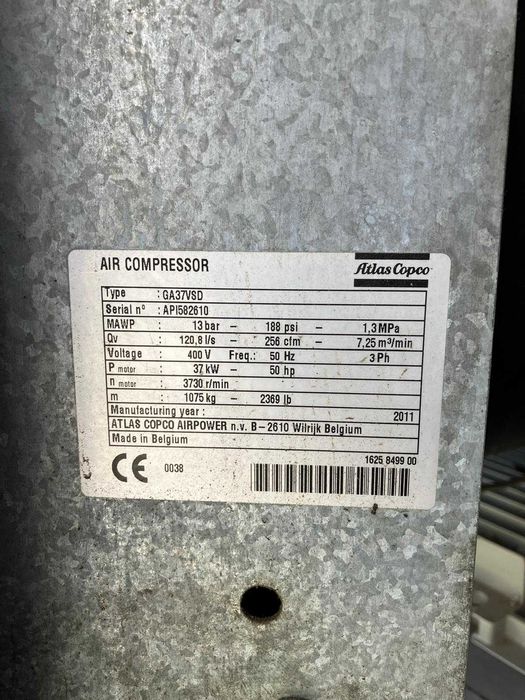 AIR COMPRESSOR
Atlas Copco
Type : GA37VSD
Serial nº : API582610
MAWP : 13 bar – 188 psi – 1,3 MPa
Qv : 120,8 l/s – 256 cfm – 7,25 m³/min
Voltage : 400 V Freq.: 50 Hz 3 Ph
P motor : 37 kW – 50 hp
n motor : 3730 r/min
m : 1075 kg – 2369 lb
Manufacturing year : 2011
ATLAS COPCO AIRPOWER n.v. B-2610 Wilrijk Belgium
Made in Belgium
1625 8499 00
CE 0038